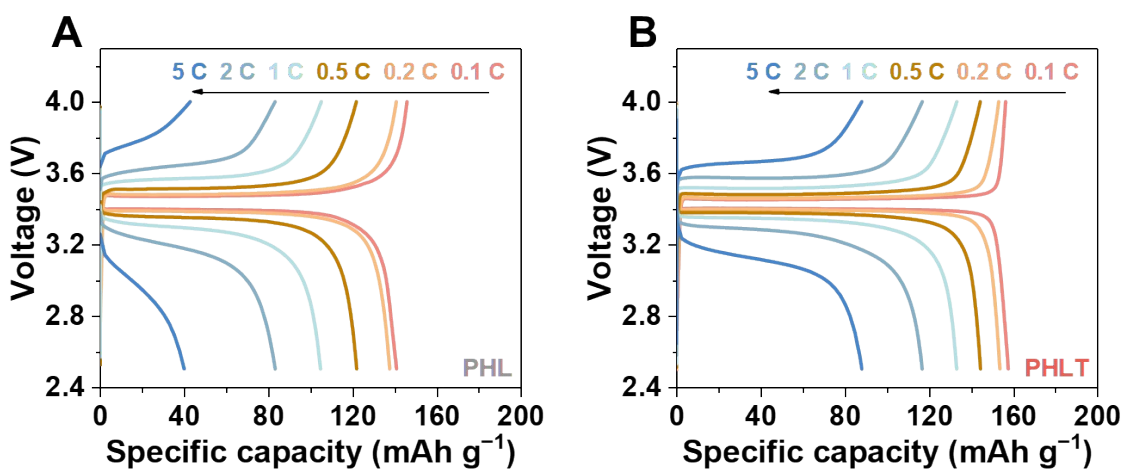 A
5 C 2 C 1 C 0.5 C 0.2 C 0.1 C
4.0
3.6
3.2
2.8
2.4
Voltage (V)
PHL
0 40 80 120 160 200
Specific capacity (mAh g⁻¹)
B
5 C 2 C 1 C 0.5 C 0.2 C 0.1 C
4.0
3.6
3.2
2.8
2.4
Voltage (V)
PHLT
0 40 80 120 160 200
Specific capacity (mAh g⁻¹)